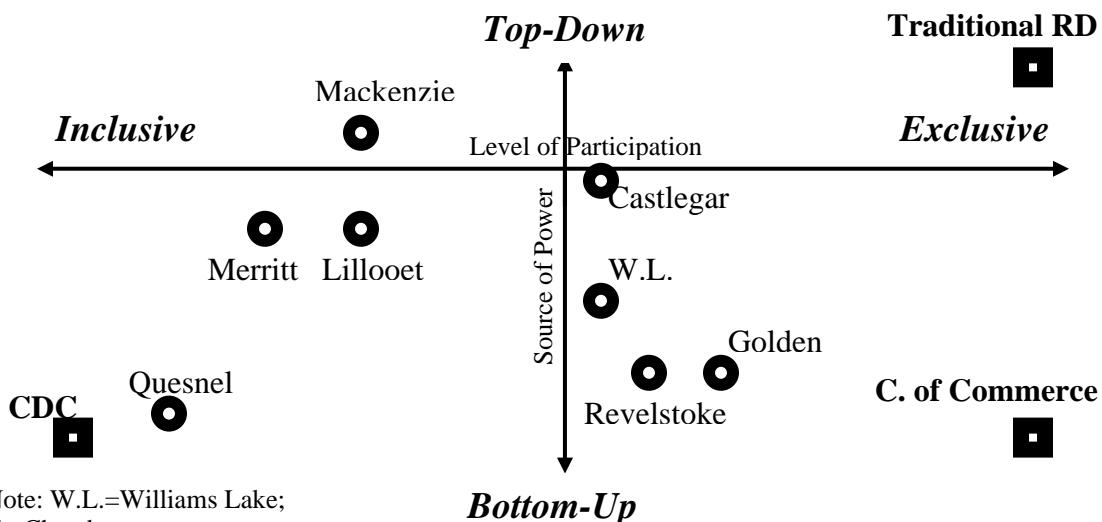 Top-Down
Traditional RD
Mackenzie
Inclusive
Exclusive
Level of Participation
Castlegar
Source of Power
Merritt
Lillooet
W.L.
Golden
Quesnel
CDC
C. of Commerce
Revelstoke
Note: W.L.=Williams Lake;
Bottom-Up